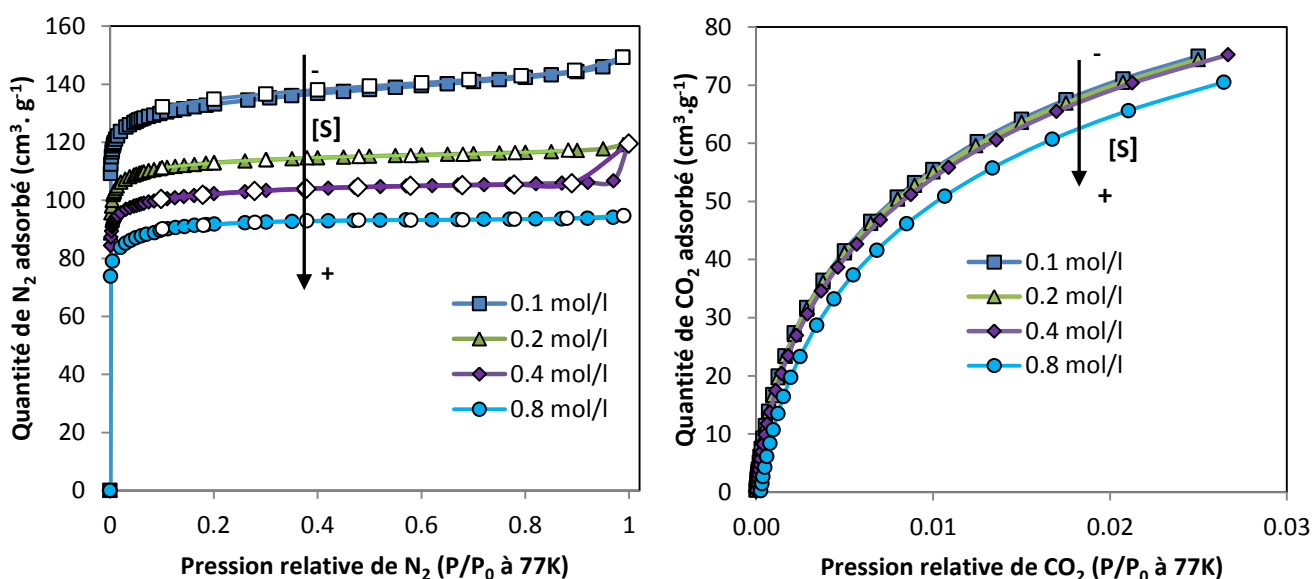 Quantité de N₂ adsorbé (cm³. g⁻¹)
160
140
120
100
80
60
40
20
0
0
0.2
0.4
0.6
0.8
1
-
[S]
+
0.1 mol/l
0.2 mol/l
0.4 mol/l
0.8 mol/l
Pression relative de N₂ (P/P₀ à 77K)
Quantité de CO₂ adsorbé (cm³. g⁻¹)
80
70
60
50
40
30
20
10
0
0.00
0.01
0.02
0.03
-
[S]
+
0.1 mol/l
0.2 mol/l
0.4 mol/l
0.8 mol/l
Pression relative de CO₂ (P/P₀ à 77K)